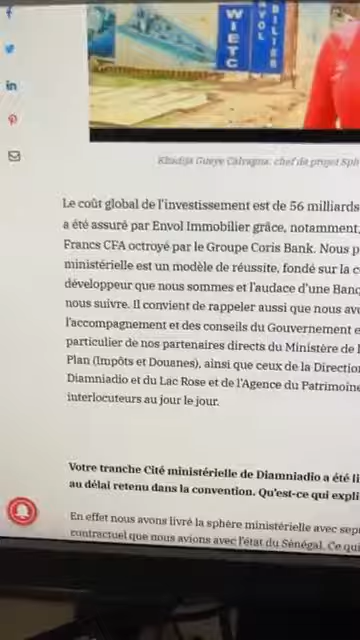 WIETC
YOL
BILIER
Khadija Gueye Calvagna, chef de projet Sph
Le coût global de l'investissement est de 56 milliards
a été assuré par Envol Immobilier grâce, notamment,
Francs CFA octroyé par le Groupe Coris Bank. Nous p
ministérielle est un modèle de réussite, fondé sur la c
développeur que nous sommes et l'audace d'une Banq
nous suivre. Il convient de rappeler aussi que nous avo
l'accompagnement et des conseils du Gouvernement e
particulier de nos partenaires directs du Ministère de l
Plan (Impôts et Douanes), ainsi que ceux de la Direction
Diamniadio et du Lac Rose et de l'Agence du Patrimoine
interlocuteurs au jour le jour.
Votre tranche Cité ministérielle de Diamniadio a été li
au délai retenu dans la convention. Qu'est-ce qui expli
En effet nous avons livré la sphère ministérielle avec sep
contractuel que nous avions avec l'état du Sénégal. Ce qui